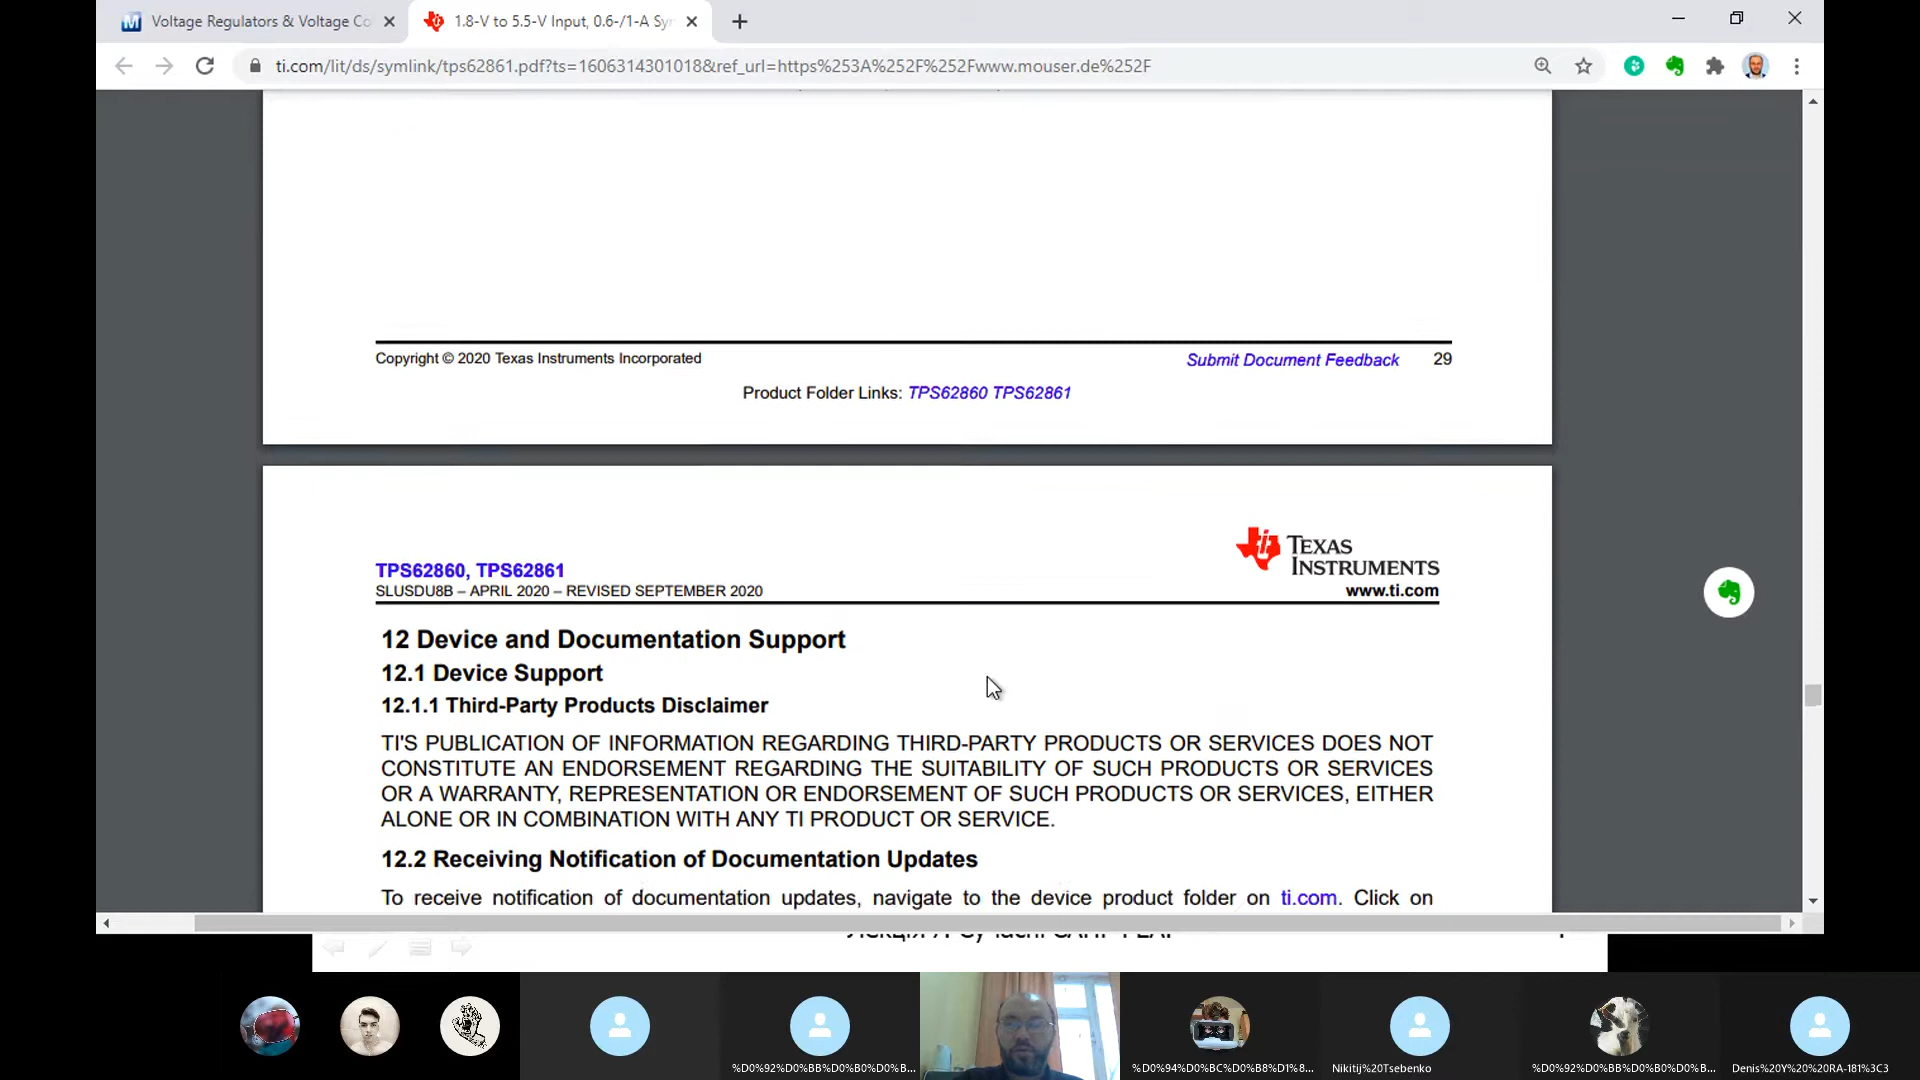 Voltage Regulators & Voltage Co
1.8-V to 5.5-V Input, 0.6-/1-A Syn
ti.com/lit/ds/symlink/tps62861.pdf?ts=1606314301018&ref_url=https%253A%252F%252Fwww.mouser.de%252F
Copyright © 2020 Texas Instruments Incorporated
Submit Document Feedback 29
Product Folder Links: TPS62860 TPS62861
TEXAS
INSTRUMENTS
www.ti.com
TPS62860, TPS62861
SLUSDU8B – APRIL 2020 – REVISED SEPTEMBER 2020
12 Device and Documentation Support
12.1 Device Support
12.1.1 Third-Party Products Disclaimer
TI'S PUBLICATION OF INFORMATION REGARDING THIRD-PARTY PRODUCTS OR SERVICES DOES NOT
CONSTITUTE AN ENDORSEMENT REGARDING THE SUITABILITY OF SUCH PRODUCTS OR SERVICES
OR A WARRANTY, REPRESENTATION OR ENDORSEMENT OF SUCH PRODUCTS OR SERVICES, EITHER
ALONE OR IN COMBINATION WITH ANY TI PRODUCT OR SERVICE.
12.2 Receiving Notification of Documentation Updates
To receive notification of documentation updates, navigate to the device product folder on ti.com. Click on
%D0%92%D0%BB%D0%B0%D0%B...
%D0%94%D0%BC%D0%B8%D1%8...
Nikitij%20Tsebenko
%D0%92%D0%BB%D0%B0%D0%B...
Denis%20Y%20%20RA-181%3C3